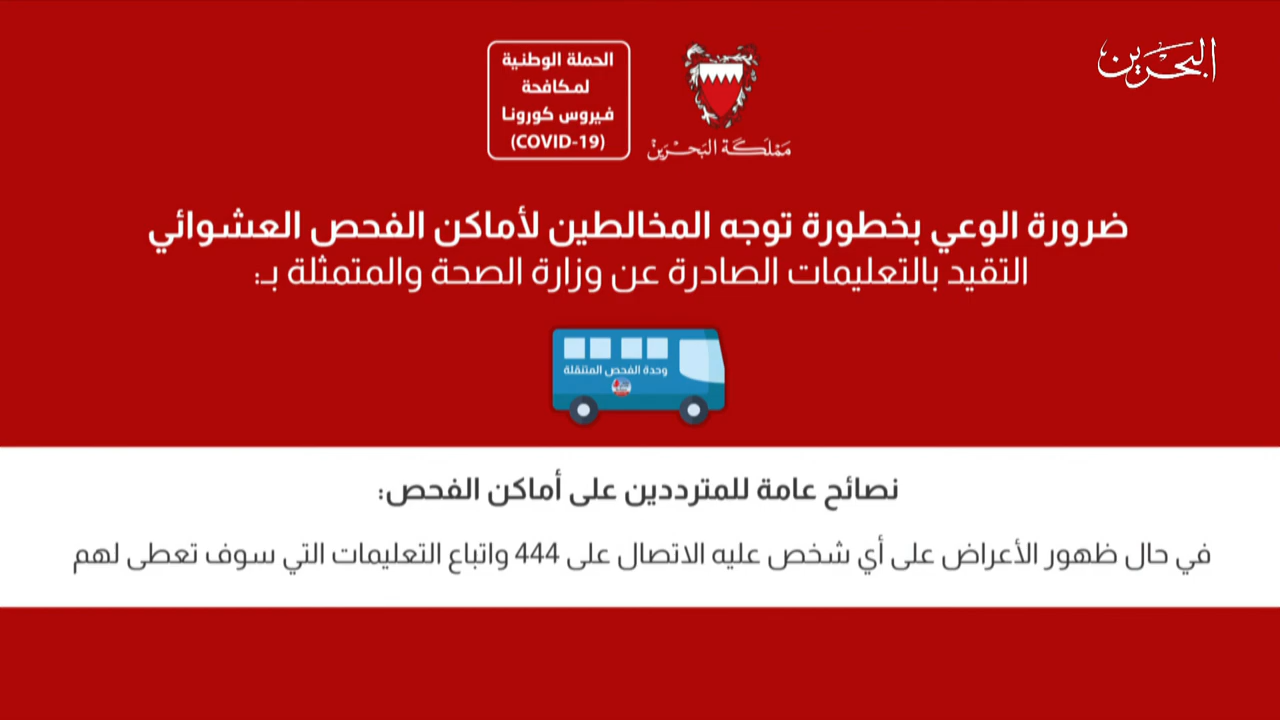 البحرين
الحملة الوطنية
لمكافحة
فيروس كورونا
(COVID-19)
مملكة البحرين
ضرورة الوعي بخطورة توجه المخالطين لأماكن الفحص العشوائي
التقيد بالتعليمات الصادرة عن وزارة الصحة والمتمثلة بـ:
وحدة الفحص المتنقلة
نصائح عامة للمترددين على أماكن الفحص:
في حال ظهور الأعراض على أي شخص عليه الاتصال على 444 واتباع التعليمات التي سوف تعطى لهم